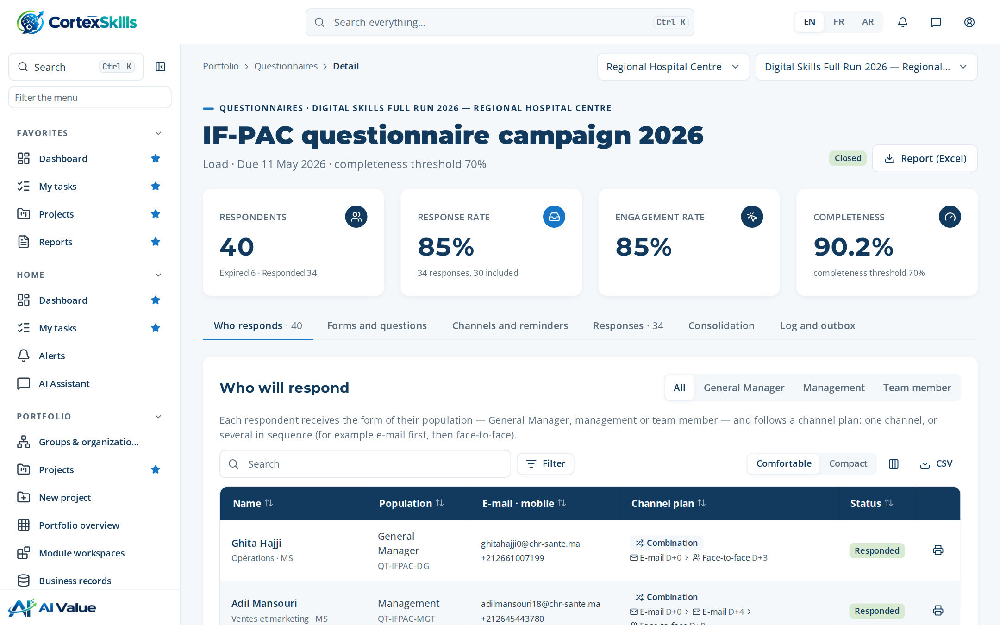 CortexSkills
Search everything...
Ctrl K
EN
FR
AR
Search
Ctrl K
Filter the menu
FAVORITES
Dashboard
My tasks
Projects
Reports
HOME
Dashboard
My tasks
Alerts
AI Assistant
PORTFOLIO
Groups & organizatio...
Projects
New project
Portfolio overview
Module workspaces
Business records
AI Value
Portfolio > Questionnaires > Detail
Regional Hospital Centre
Digital Skills Full Run 2026 — Regional...
QUESTIONNAIRES · DIGITAL SKILLS FULL RUN 2026 — REGIONAL HOSPITAL CENTRE
IF-PAC questionnaire campaign 2026
Load · Due 11 May 2026 · completeness threshold 70%
Closed
Report (Excel)
RESPONDENTS
40
Expired 6 · Responded 34
RESPONSE RATE
85%
34 responses, 30 included
ENGAGEMENT RATE
85%
COMPLETENESS
90.2%
completeness threshold 70%
Who responds · 40
Forms and questions
Channels and reminders
Responses · 34
Consolidation
Log and outbox
Who will respond
All
General Manager
Management
Team member
Each respondent receives the form of their population — General Manager, management or team member — and follows a channel plan: one channel, or
several in sequence (for example e-mail first, then face-to-face).
Search
Filter
Comfortable
Compact
CSV
Name
Population
E-mail · mobile
Channel plan
Status
Ghita Hajji
Opérations · MS
General
Manager
QT-IFPAC-DG
ghitahajji0@chr-sante.ma
+212661007199
Combination
E-mail D+0 > Face-to-face D+3
Responded
Adil Mansouri
Ventes et marketing · MS
Management
QT-IFPAC-MGT
adilmansouri18@chr-sante.ma
+212645443780
Combination
E-mail D+0 > E-mail D+4 >
Face-to-face D+8
Responded